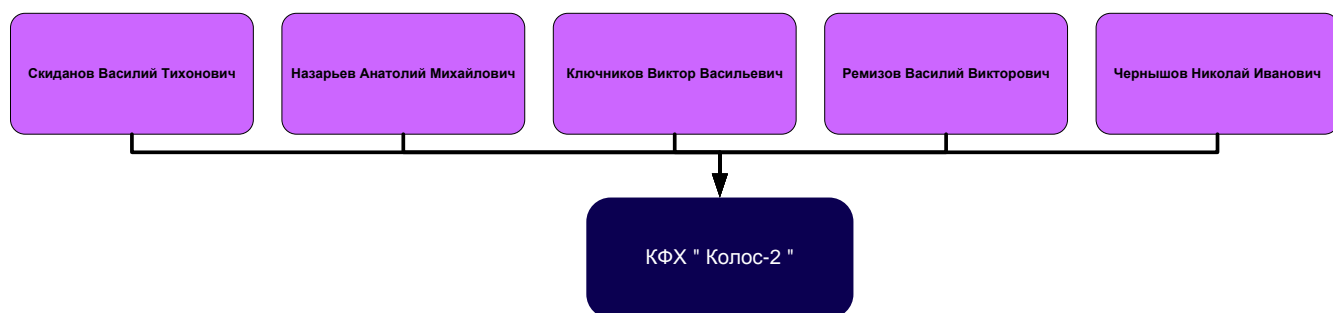 Скиданов Василий Тихонович
Назарьев Анатолий Михайлович
Ключников Виктор Васильевич
Ремизов Василий Викторович
Чернышов Николай Иванович
КФХ " Колос-2 "